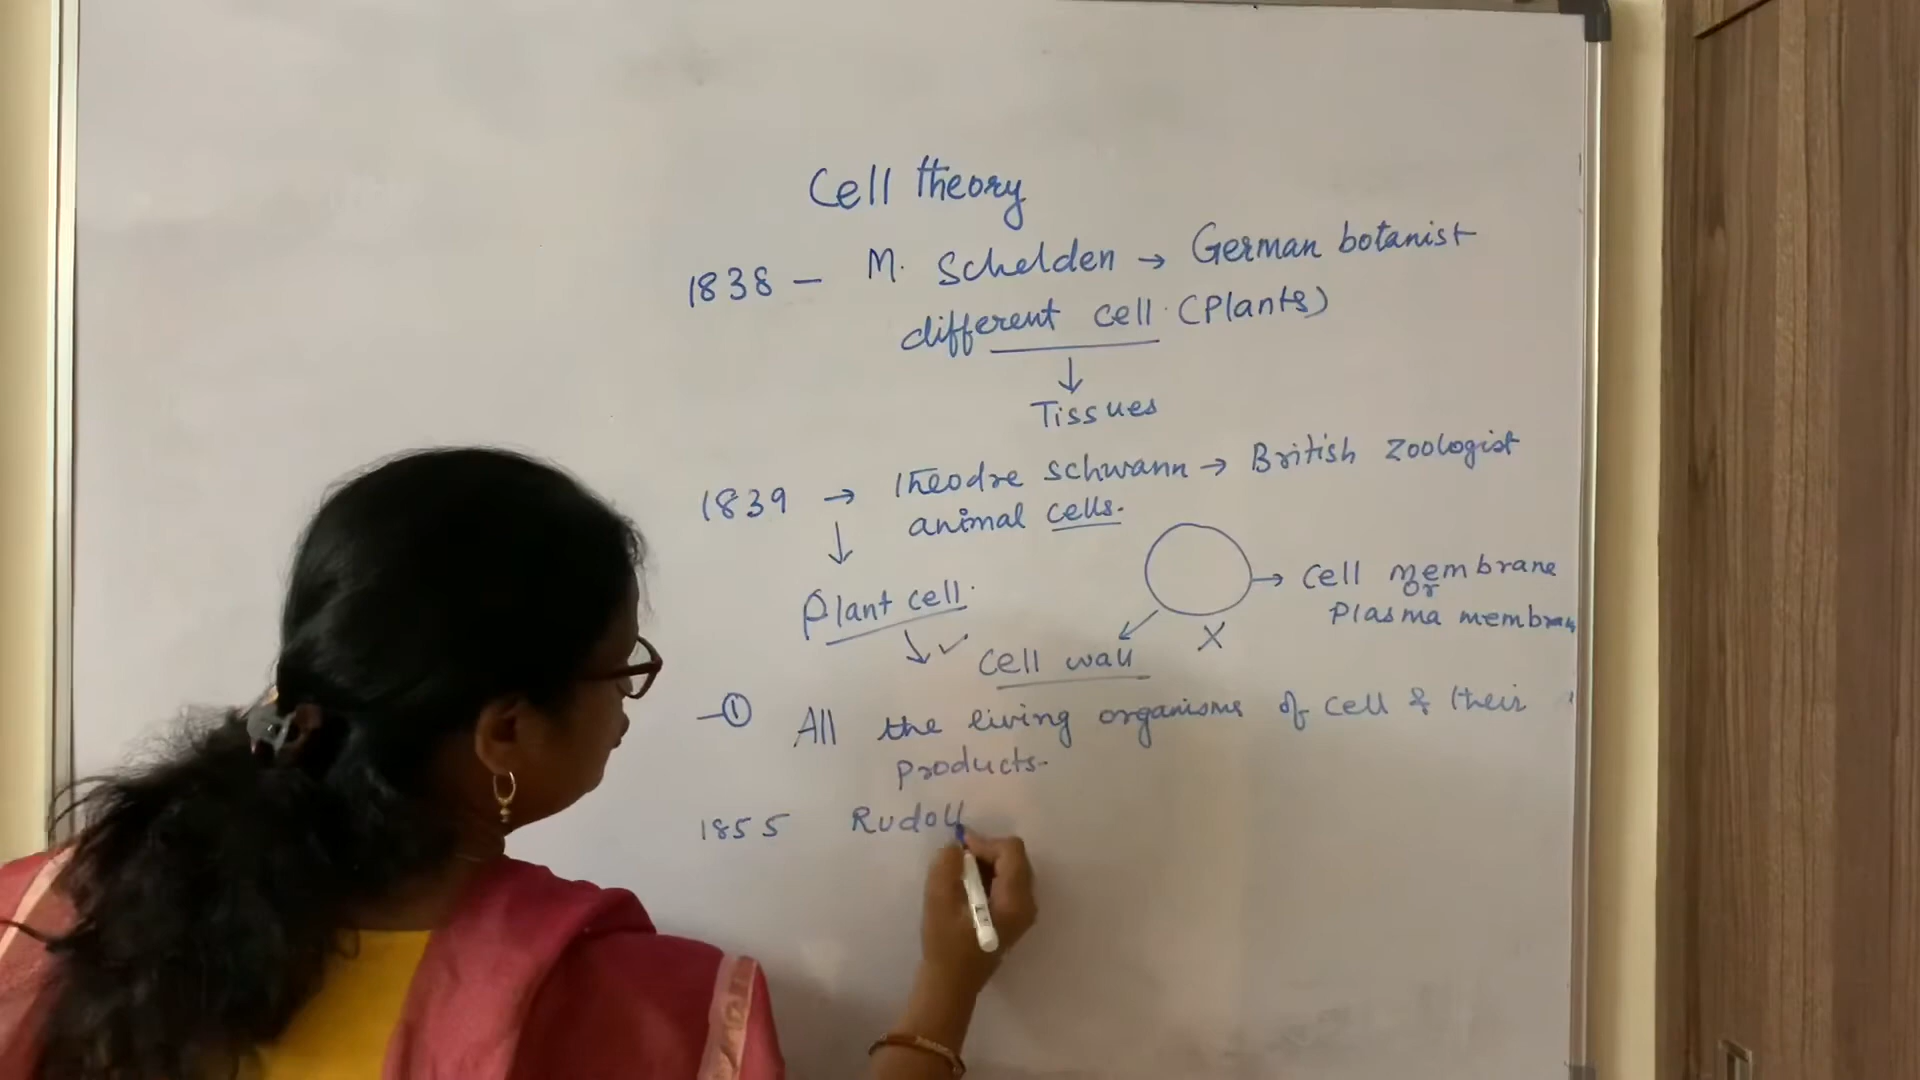 Cell theory
1838 - M. Schelden → German botanist
different cell. (Plants)
↓
Tissues
1839 → Theodre Schwann → British Zoologist
animal cells.
↓
Plant cell.
→ Cell membrane
or
Plasma membrane
↓ ✓ Cell wall X
① All the living organisms of cell & their
products.
1855 Rudolf